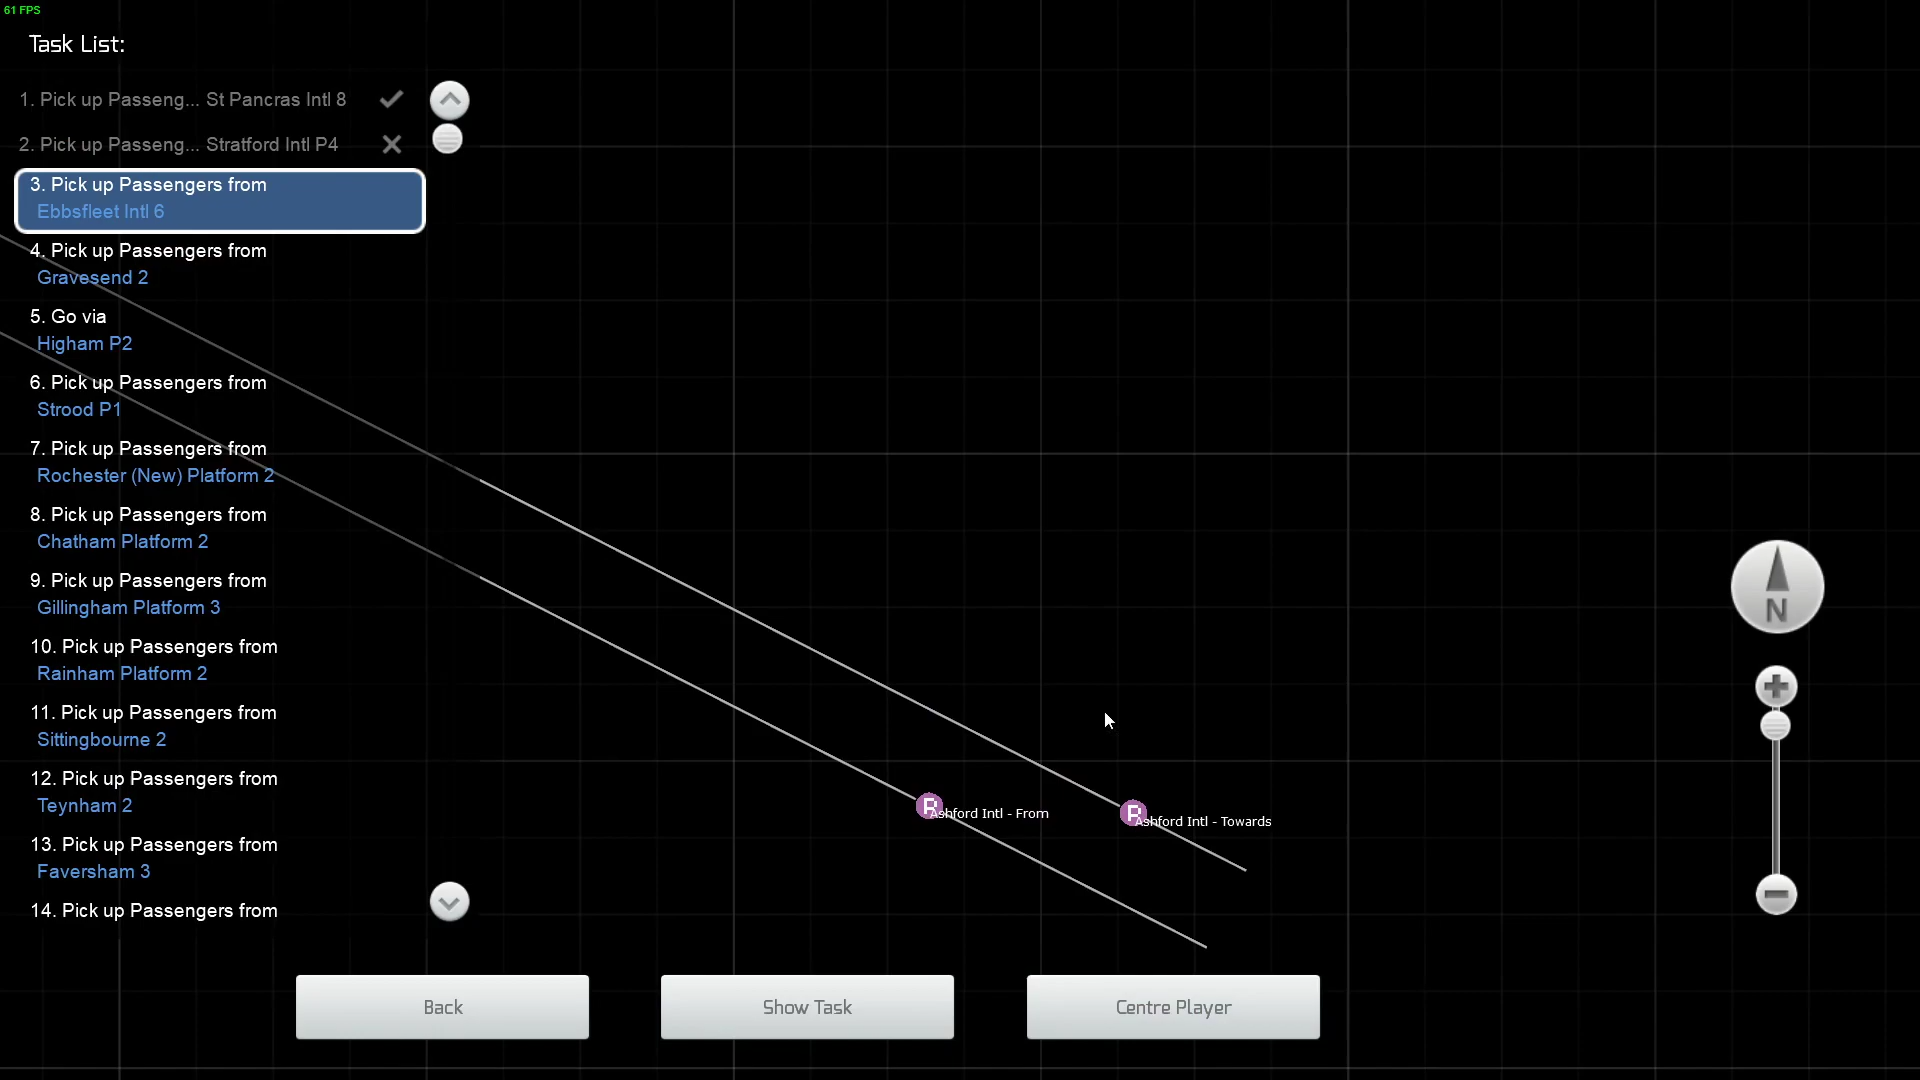 61 FPS
Task List:
1. Pick up Passeng... St Pancras Intl 8
2. Pick up Passeng... Stratford Intl P4
3. Pick up Passengers from
Ebbsfleet Intl 6
4. Pick up Passengers from
Gravesend 2
5. Go via
Higham P2
6. Pick up Passengers from
Strood P1
7. Pick up Passengers from
Rochester (New) Platform 2
8. Pick up Passengers from
Chatham Platform 2
9. Pick up Passengers from
Gillingham Platform 3
10. Pick up Passengers from
Rainham Platform 2
11. Pick up Passengers from
Sittingbourne 2
12. Pick up Passengers from
Teynham 2
13. Pick up Passengers from
Faversham 3
14. Pick up Passengers from
R Ashford Intl - From
R Ashford Intl - Towards
N
Back
Show Task
Centre Player